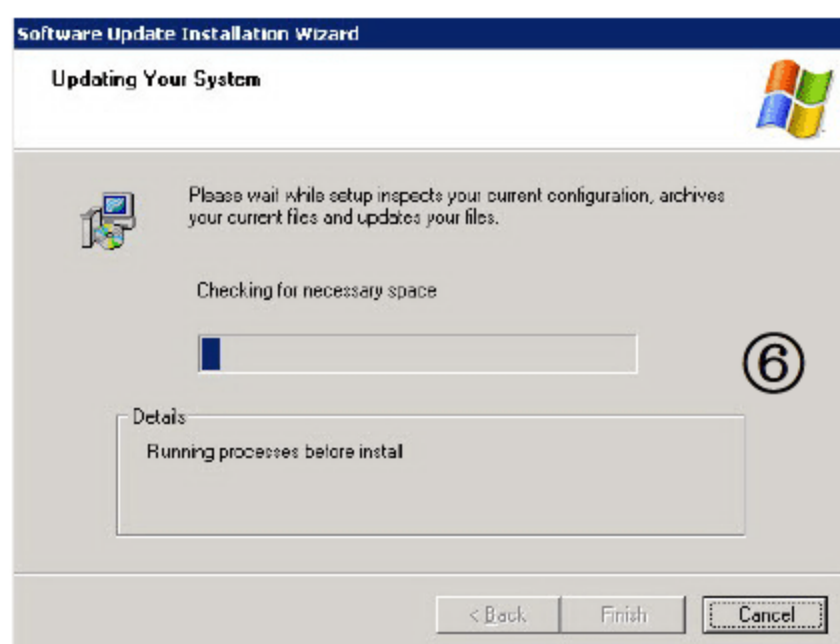 Software Update Installation Wizard
Updating Your System
Please wait while setup inspects your current configuration, archives
your current files and updates your files.
Checking for necessary space
⑥
Details
Running processes before install
< Back
Finish
Cancel